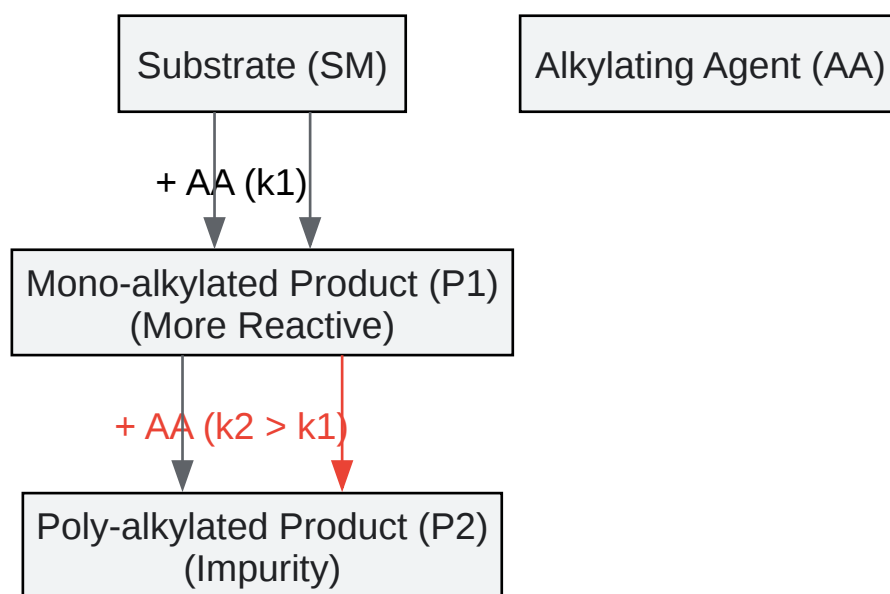 Substrate (SM)
Alkylating Agent (AA)
+ AA (k1)
Mono-alkylated Product (P1)
(More Reactive)
+ AA (k2 > k1)
Poly-alkylated Product (P2)
(Impurity)